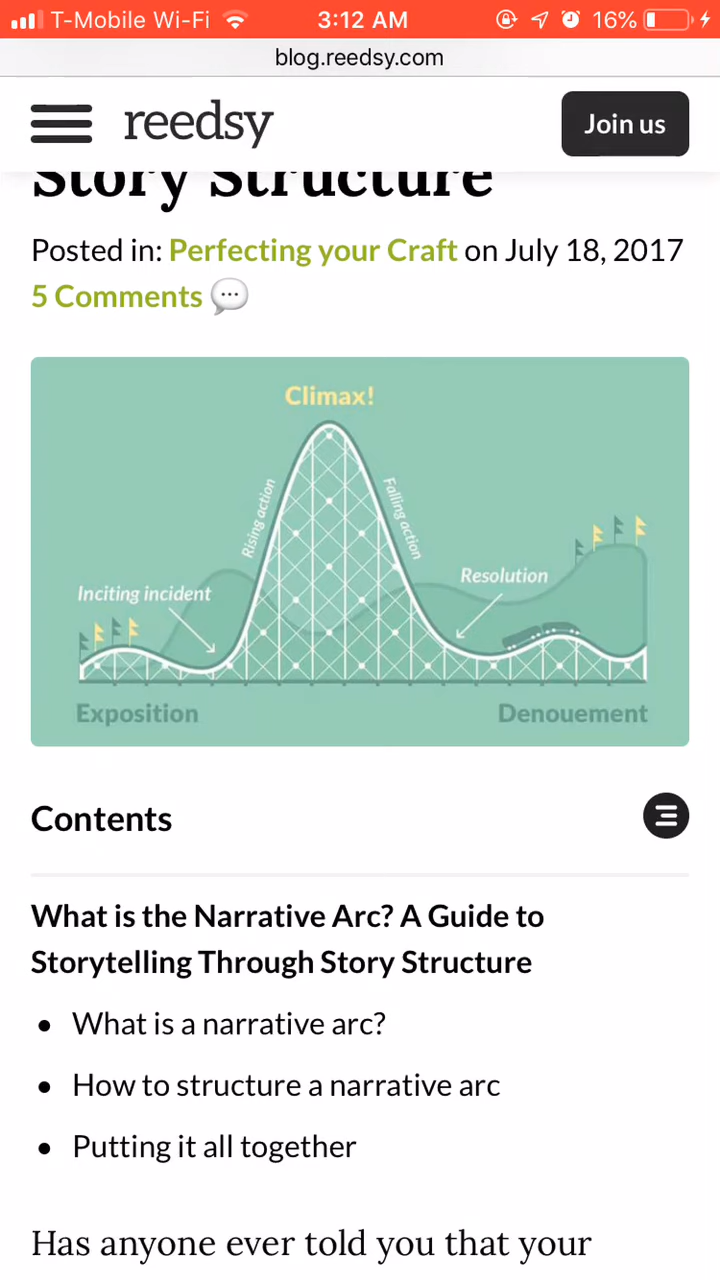 T-Mobile Wi-Fi 3:12 AM 16%
blog.reedsy.com
reedsy Join us
Story Structure
Posted in: Perfecting your Craft on July 18, 2017
5 Comments
Climax!
Rising action
Falling action
Resolution
Inciting incident
Exposition Denouement
Contents
What is the Narrative Arc? A Guide to
Storytelling Through Story Structure
• What is a narrative arc?
• How to structure a narrative arc
• Putting it all together
Has anyone ever told you that your